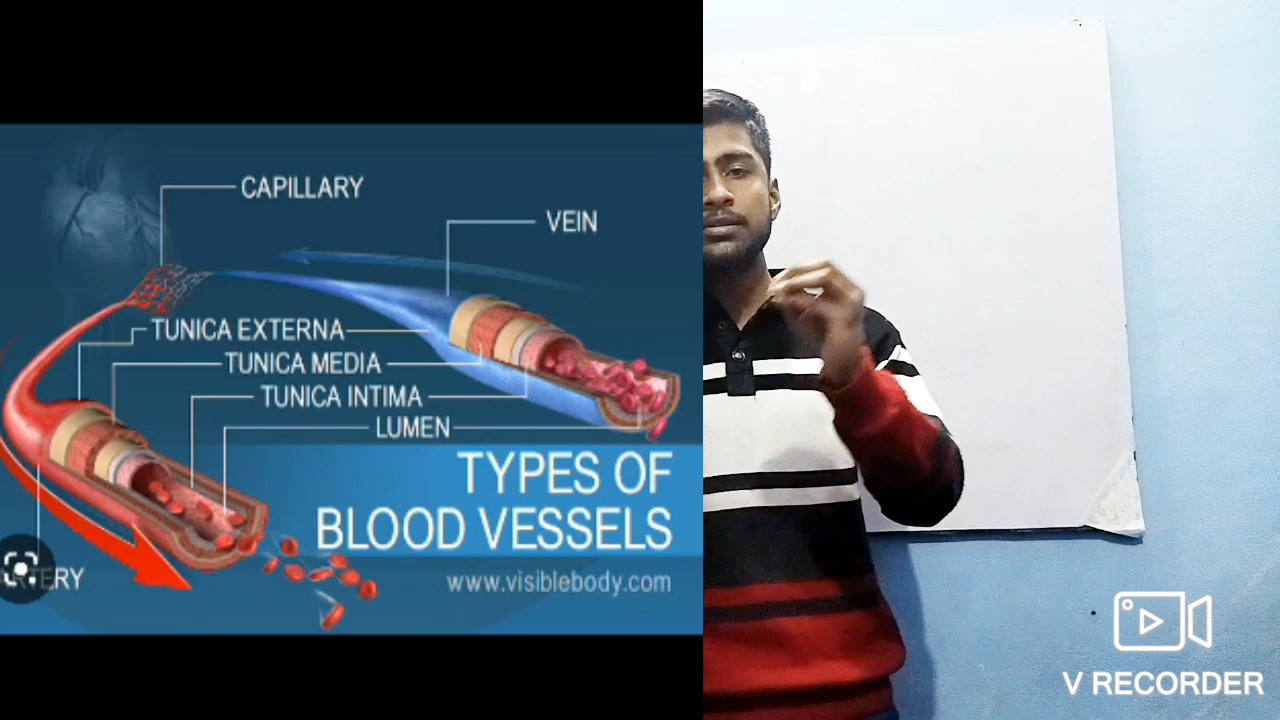 CAPILLARY
VEIN
TUNICA EXTERNA
TUNICA MEDIA
TUNICA INTIMA
LUMEN
TYPES OF
BLOOD VESSELS
www.visiblebody.com
V RECORDER